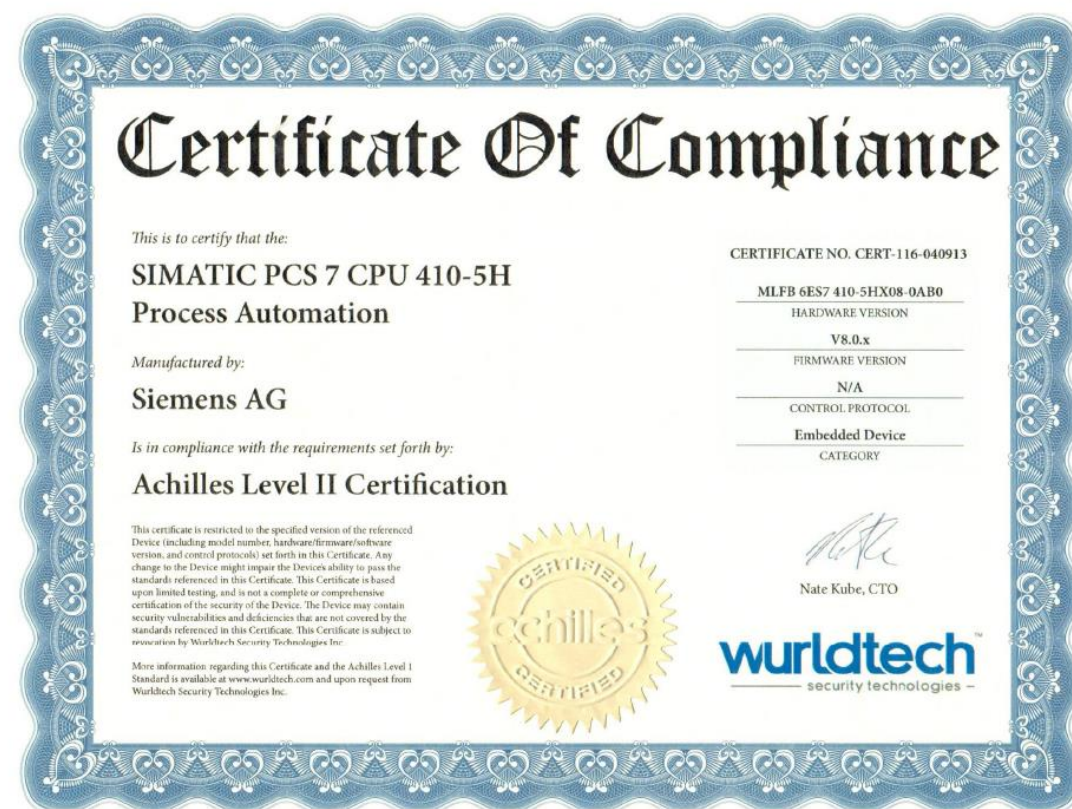 Certificate Of Compliance
This is to certify that the:
SIMATIC PCS 7 CPU 410-5H
Process Automation
Manufactured by:
Siemens AG
Is in compliance with the requirements set forth by:
Achilles Level II Certification
This certificate is restricted to the specified version of the referenced
Device (including model number, hardware/firmware/software
version, and control protocols) set forth in this Certificate. Any
change to the Device might impair the Device's ability to pass the
standards referenced in this Certificate. This Certificate is based
upon limited testing, and is not a complete or comprehensive
certification of the security of the Device. The Device may contain
security vulnerabilities and deficiencies that are not covered by the
standards referenced in this Certificate. This Certificate is subject to
revocation by Wurldtech Security Technologies Inc.
More information regarding this Certificate and the Achilles Level 1
Standard is available at www.wurldtech.com and upon request from
Wurldtech Security Technologies Inc.
CERTIFICATE NO. CERT-116-040913
MLFB 6ES7 410-5HX08-0AB0
HARDWARE VERSION
V8.0.x
FIRMWARE VERSION
N/A
CONTROL PROTOCOL
Embedded Device
CATEGORY
CERTIFIED
achilles
CERTIFIED
Nate Kube, CTO
wurldtech™
security technologies